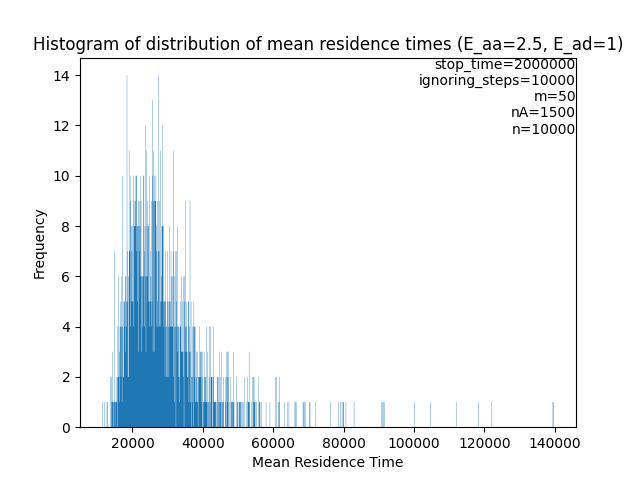 Histogram of distribution of mean residence times (E_aa=2.5, E_ad=1)
stop_time=2000000
ignoring_steps=10000
m=50
nA=1500
n=10000
14
12
10
8
6
4
2
0
Frequency
20000 40000 60000 80000 100000 120000 140000
Mean Residence Time